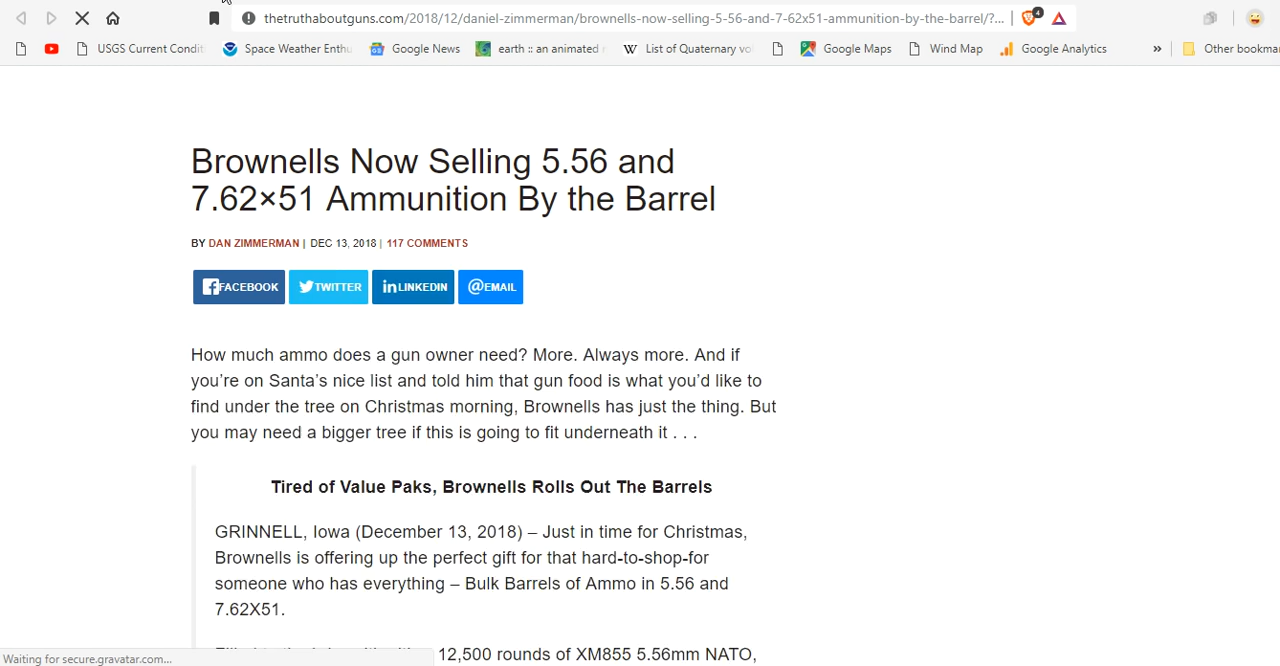 thetruthaboutguns.com/2018/12/daniel-zimmerman/brownells-now-selling-5-56-and-7-62x51-ammunition-by-the-barrel/?... 4
USGS Current Condit Space Weather Enthu Google News earth :: an animated W List of Quaternary vo Google Maps Wind Map Google Analytics » Other bookma
Brownells Now Selling 5.56 and
7.62×51 Ammunition By the Barrel
BY DAN ZIMMERMAN | DEC 13, 2018 | 117 COMMENTS
FACEBOOK TWITTER in LINKEDIN @EMAIL
How much ammo does a gun owner need? More. Always more. And if
you’re on Santa’s nice list and told him that gun food is what you’d like to
find under the tree on Christmas morning, Brownells has just the thing. But
you may need a bigger tree if this is going to fit underneath it . . .
Tired of Value Paks, Brownells Rolls Out The Barrels
GRINNELL, Iowa (December 13, 2018) – Just in time for Christmas,
Brownells is offering up the perfect gift for that hard-to-shop-for
someone who has everything – Bulk Barrels of Ammo in 5.56 and
7.62X51.
12,500 rounds of XM855 5.56mm NATO,
Waiting for secure.gravatar.com...